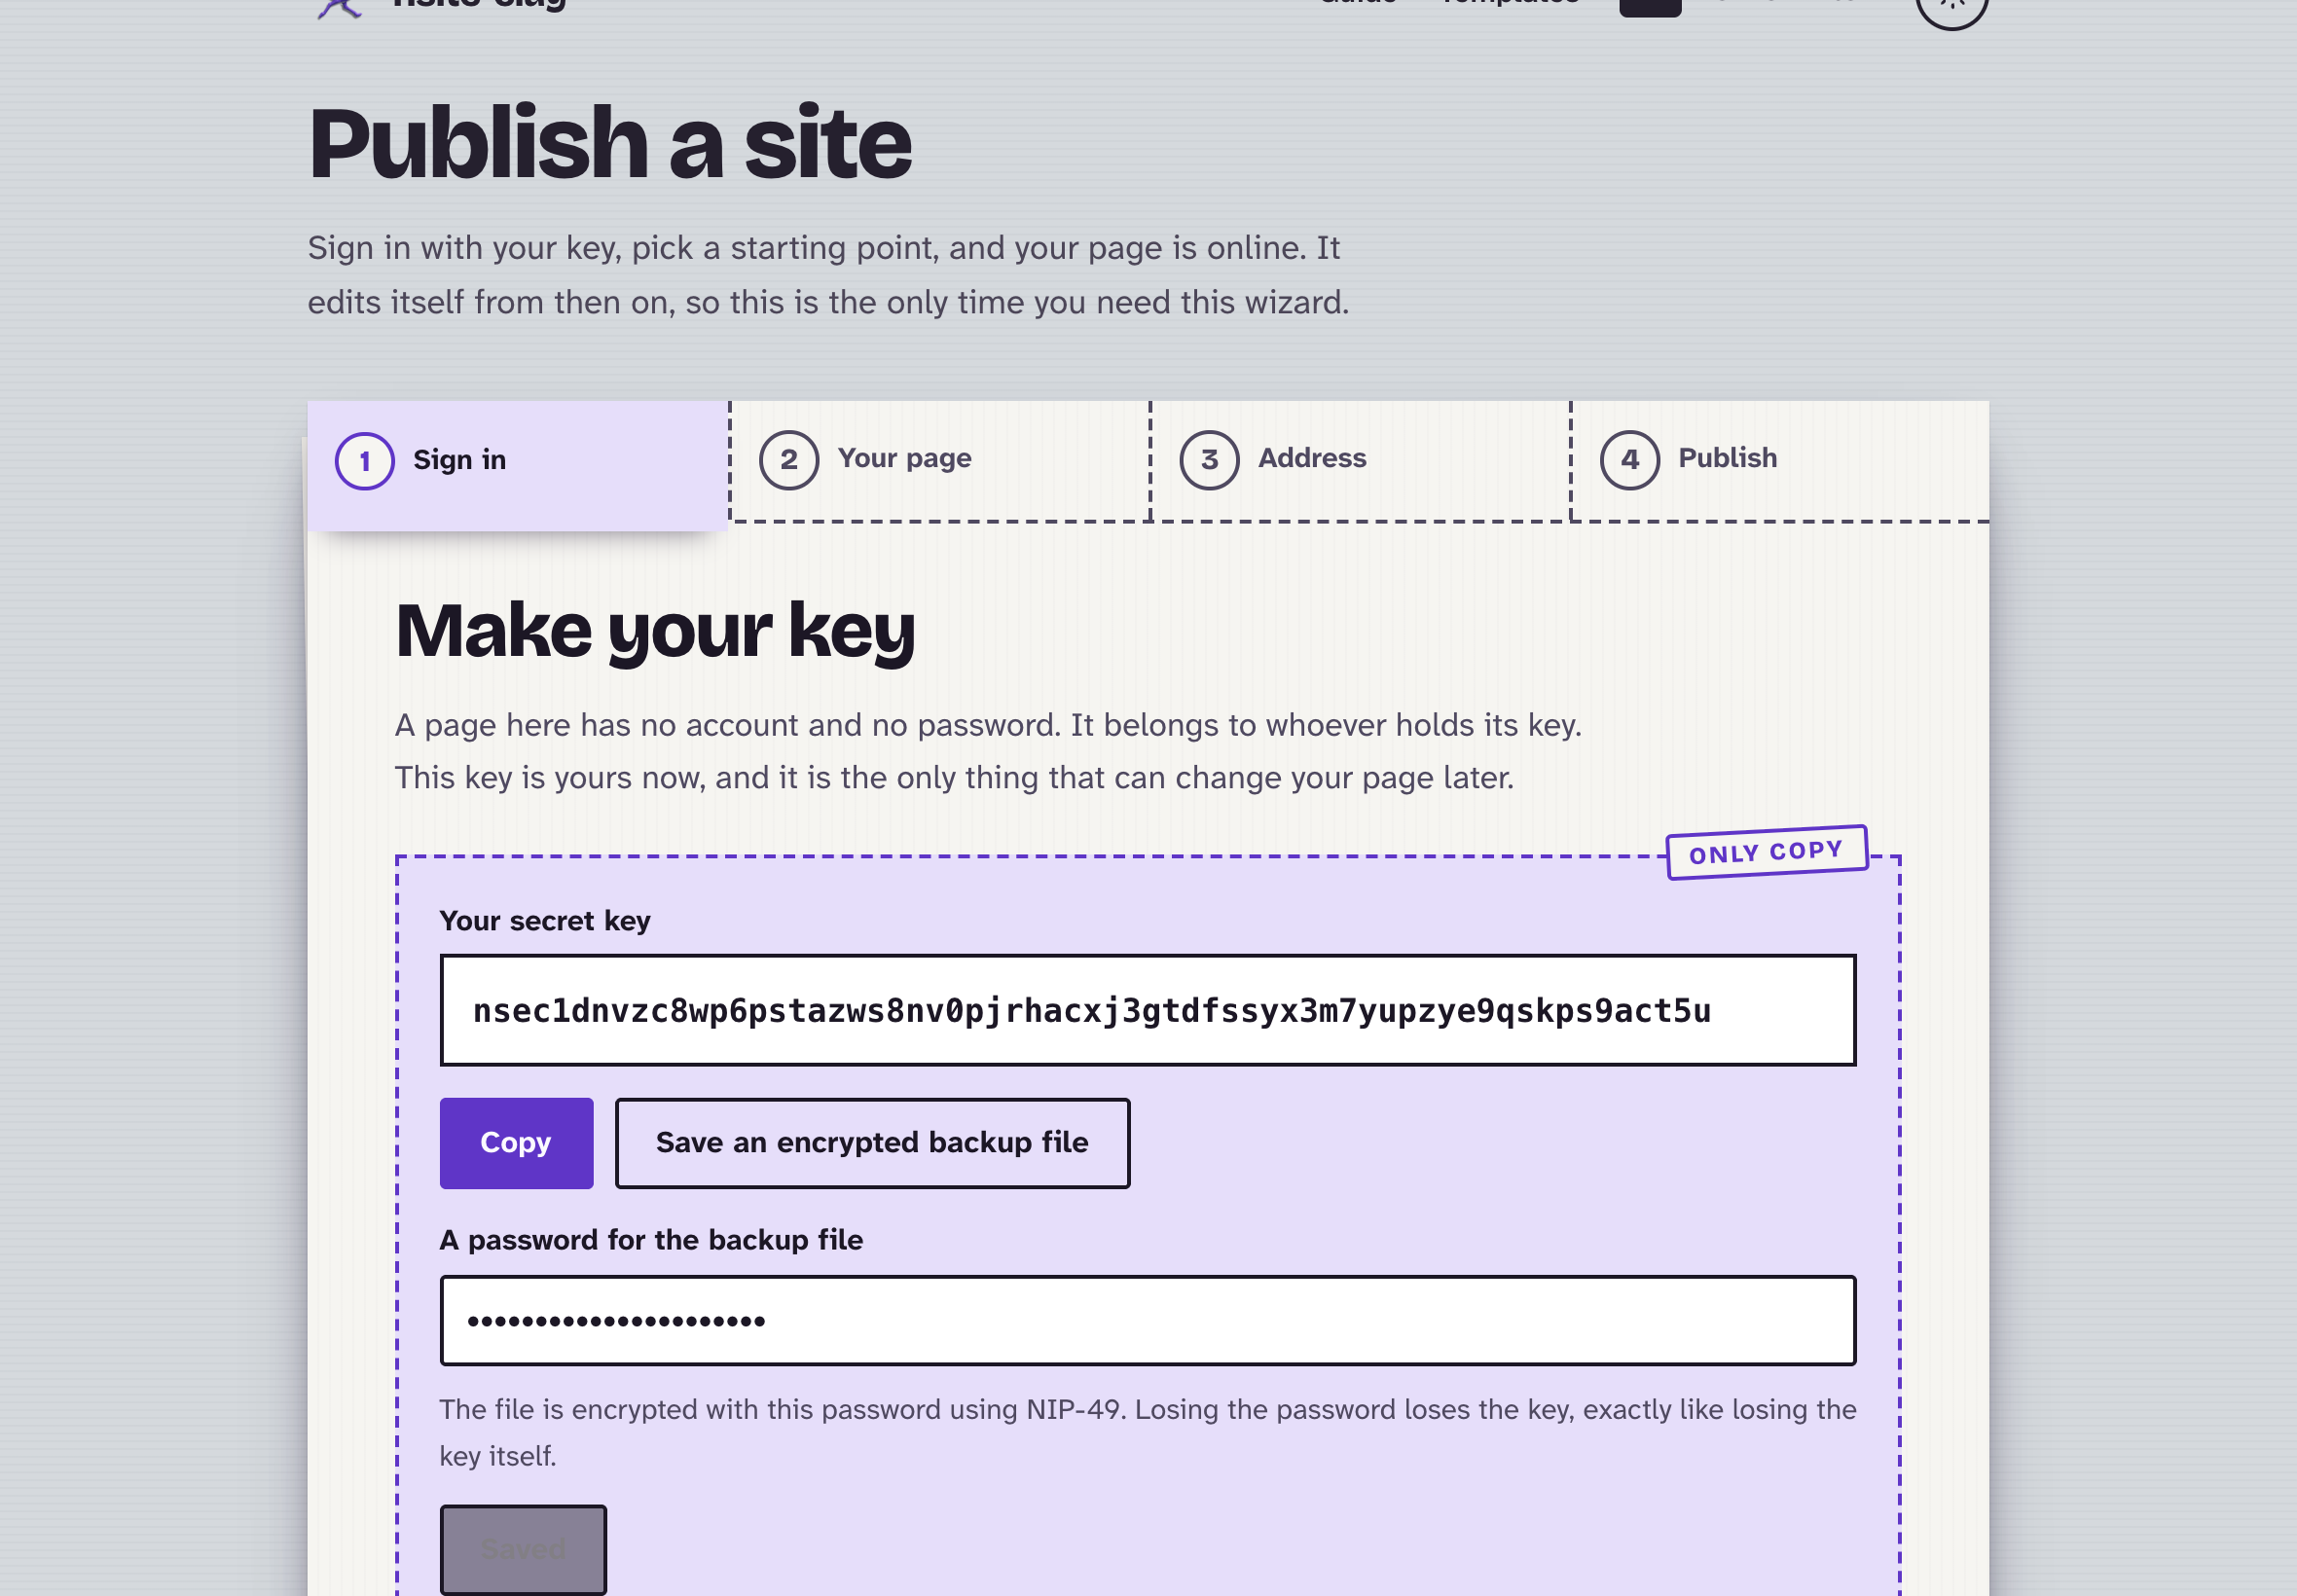 Publish a site
Sign in with your key, pick a starting point, and your page is online. It
edits itself from then on, so this is the only time you need this wizard.
1 Sign in
2 Your page
3 Address
4 Publish
Make your key
A page here has no account and no password. It belongs to whoever holds its key.
This key is yours now, and it is the only thing that can change your page later.
ONLY COPY
Your secret key
nsec1dnvzc8wp6pstazws8nv0pjrhacxj3gtdfssyx3m7yupzye9qskps9act5u
Copy
Save an encrypted backup file
A password for the backup file
••••••••••••••••••••••
The file is encrypted with this password using NIP-49. Losing the password loses the key, exactly like losing the
key itself.
Saved